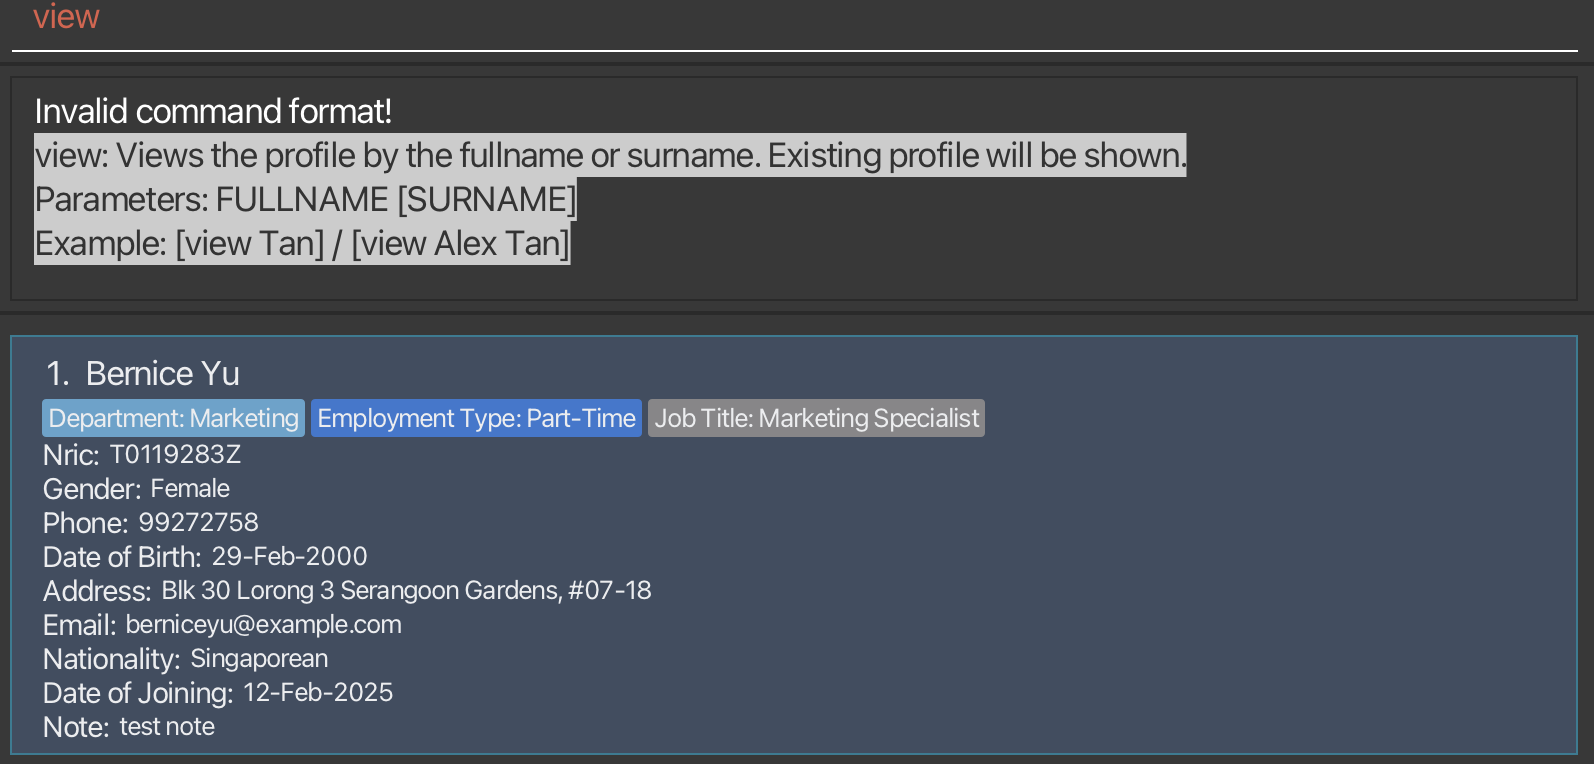 view
Invalid command format!
view: Views the profile by the fullname or surname. Existing profile will be shown.
Parameters: FULLNAME [SURNAME]
Example: [view Tan] / [view Alex Tan]
1. Bernice Yu
Department: Marketing Employment Type: Part-Time Job Title: Marketing Specialist
Nric: T0119283Z
Gender: Female
Phone: 99272758
Date of Birth: 29-Feb-2000
Address: Blk 30 Lorong 3 Serangoon Gardens, #07-18
Email: berniceyu@example.com
Nationality: Singaporean
Date of Joining: 12-Feb-2025
Note: test note